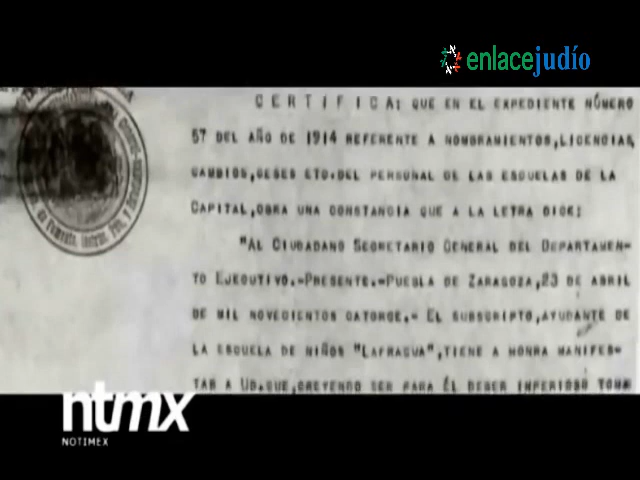 enlacejudío
CERTIFICA: QUE EN EL EXPEDIENTE NÚMERO
57 DEL AÑO DE 1914 REFERENTE A NOMBRAMIENTOS, LICENCIAS,
CAMBIOS, CESES ETC. DEL PERSONAL DE LAS ESCUELAS DE LA
CAPITAL, OBRA UNA CONSTANCIA QUE A LA LETRA DICE:
"AL CIUDADANO SECRETARIO GENERAL DEL DEPARTAMEN-
TO EJECUTIVO.-PRESENTE.-PUEBLA DE ZARAGOZA, 23 DE ABRIL
DE MIL NOVECIENTOS CATORCE.- EL SUBSCRIPTO, AYUDANTE DE
LA ESCUELA DE NIÑOS "LAFRAGUA", TIENE A HONRA MANIFES-
TAR A UD. QUE, CREYENDO SER PARA ÉL DEBER IMPERIOSO TOMA
ntmx
NOTIMEX